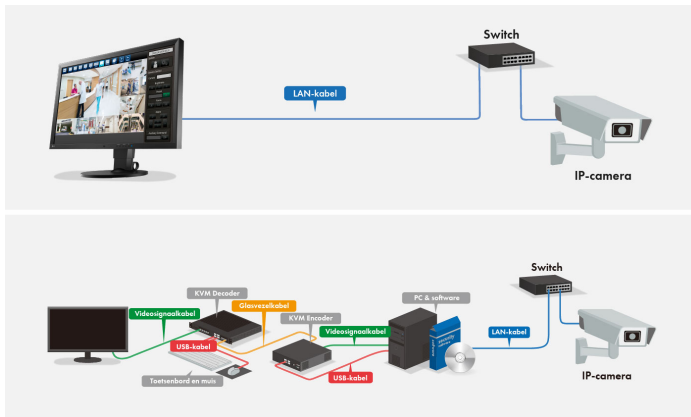 Switch
LAN-kabel
IP-camera
Switch
KVM Decoder
PC & software
Glasvezelkabel
Videosignaalkabel
KVM Encoder
Videosignaalkabel
LAN-kabel
USB-kabel
IP-camera
Toetsenbard en muis
USB-kabel